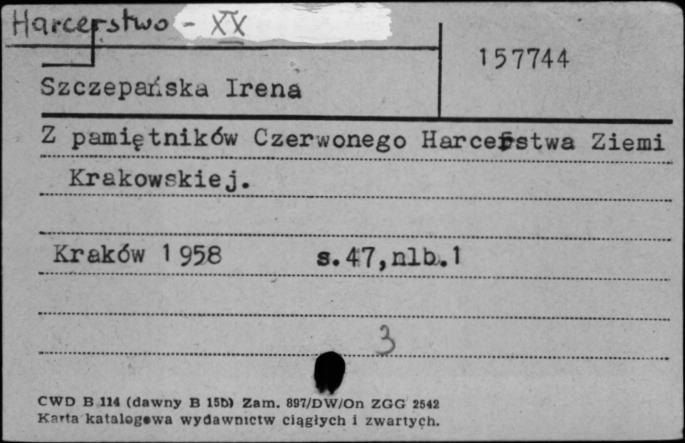 Harcerstwo - XX
157744
Szczepańska Irena
Z pamiętników Czerwonego Harcerstwa Ziemi
Krakowskiej.
Kraków 1958 s.47,nlb.1
3
CWD B 114 (dawny B 15b) Zam. 897/DW/On ZGG 2542
Karta katalogowa wydawnictw ciągłych i zwartych.